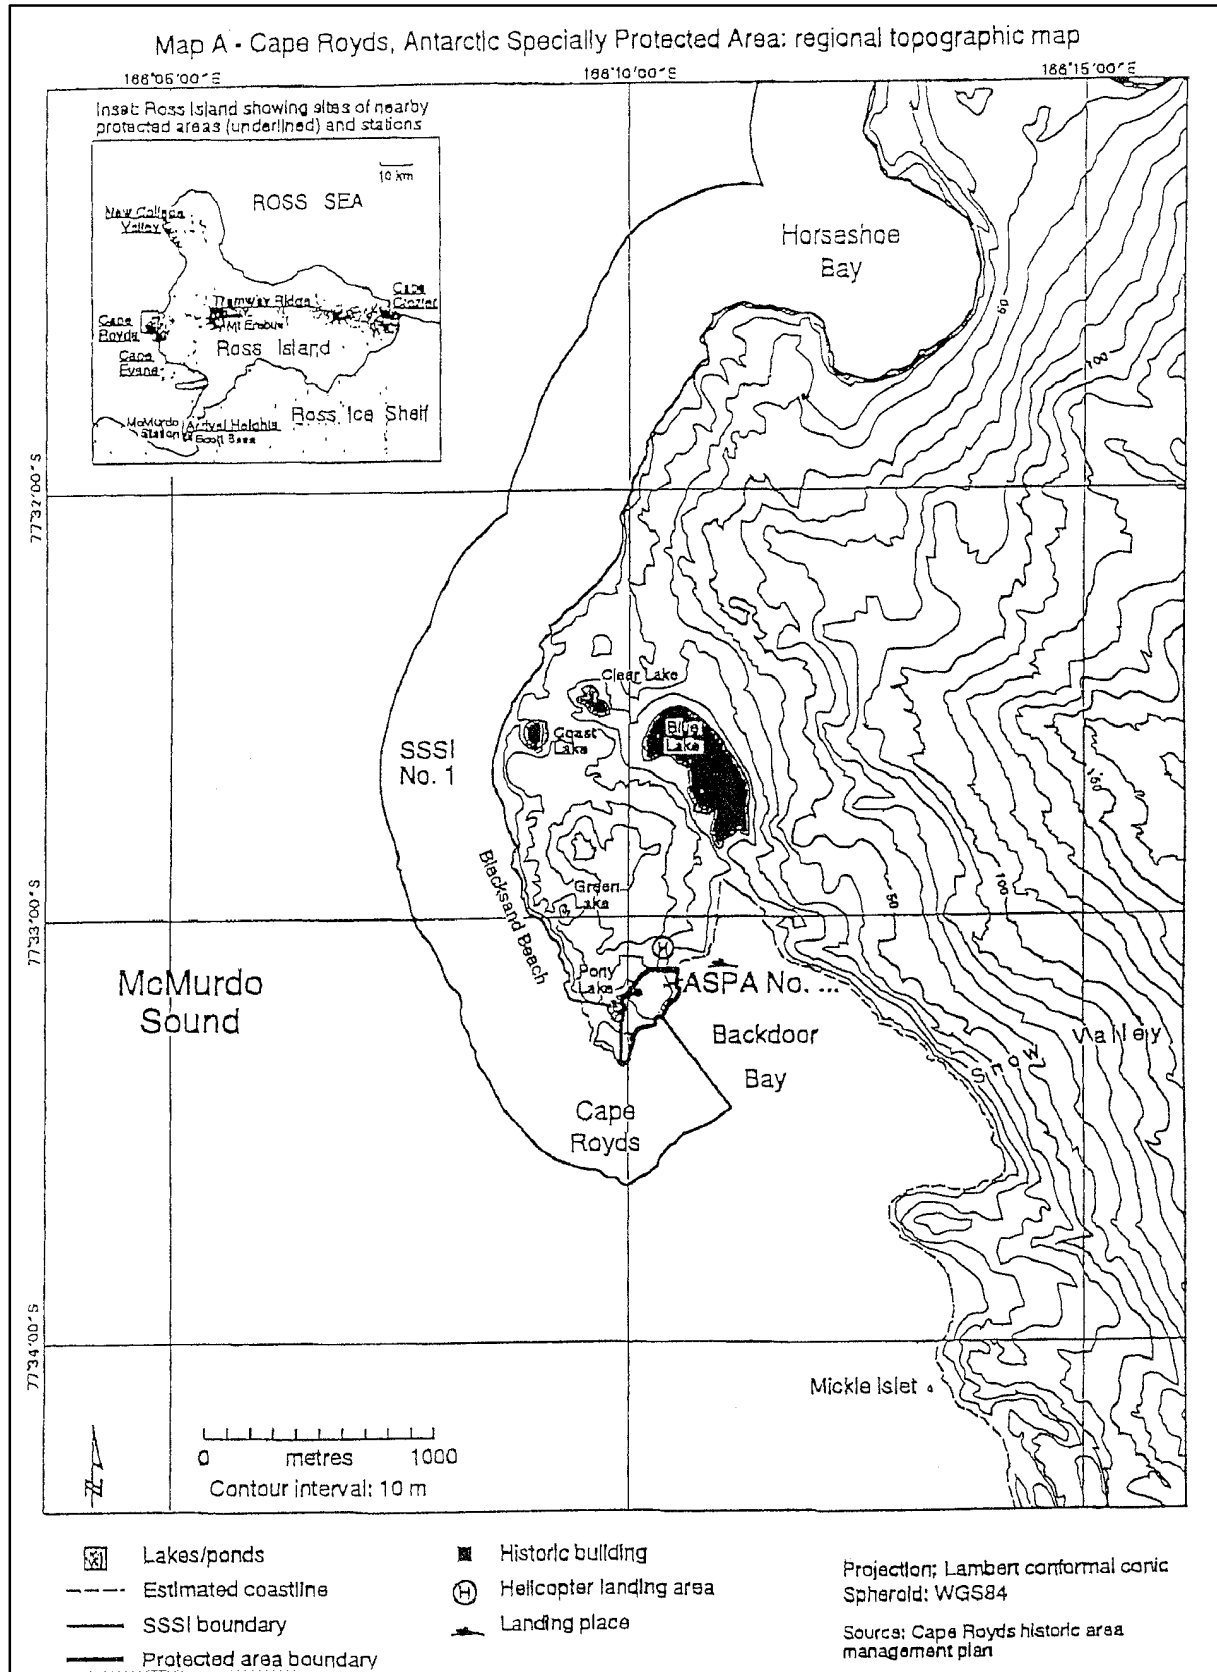 Map A - Cape Royds, Antarctic Specially Protected Area: regional topographic map
166°05'00"E
166°10'00"E
166°15'00"E
Inset: Ross Island showing sites of nearby
protected areas (underlined) and stations
10 km
ROSS SEA
New College
Valley
Tramway Ridge
Cape
Crozier
Cape
Royds
Mt Erebus
Ross Island
Cape
Evans
Ross Ice Shelf
McMurdo
Station
Arrival Heights
Scott Base
Horseshoe
Bay
50
100
77°32'00"S
Clear Lake
Coast
Lake
Blue
Lake
SSSI
No. 1
150
Blacksand Beach
Green
Lake
50
100
77°33'00"S
H
Pony
Lake
ASPA No. ...
McMurdo
Sound
Backdoor
Bay
Snow Valley
Cape
Royds
77°34'00"S
Mickle Islet
0 metres 1000
Contour interval: 10 m
N
Lakes/ponds
Estimated coastline
SSSI boundary
Protected area boundary
Historic building
H Helicopter landing area
Landing place
Projection: Lambert conformal conic
Spheroid: WGS84
Source: Cape Royds historic area
management plan